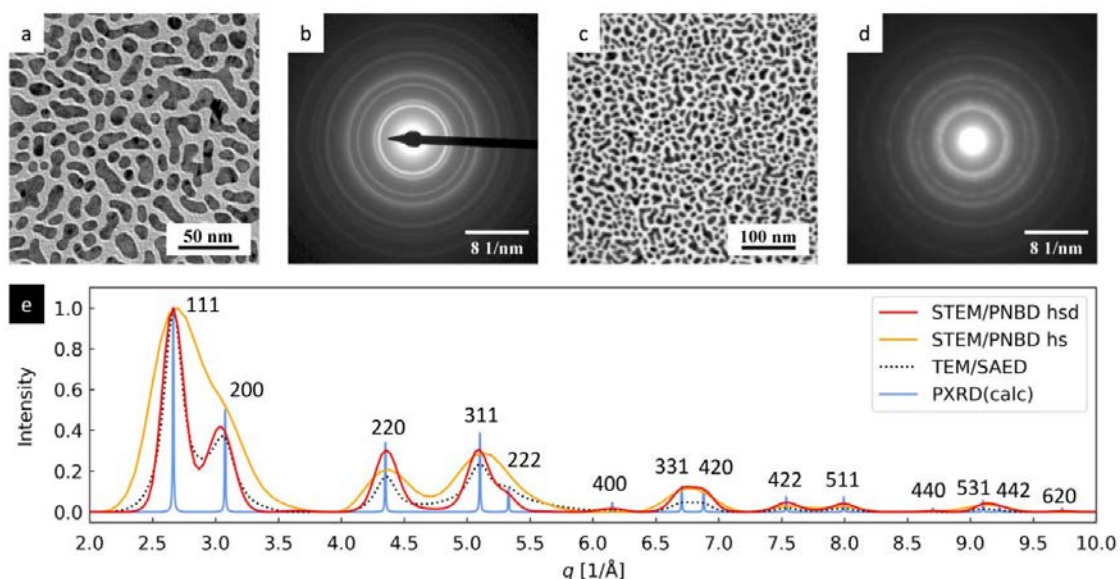 a
b
c
d
50 nm
8 1/nm
100 nm
8 1/nm
e
1.0
0.8
0.6
0.4
0.2
0.0
Intensity
111
200
220
311
222
400
331
420
422
511
440
531
442
620
STEM/PNBD hsd
STEM/PNBD hs
TEM/SAED
PXRD(calc)
2.0 2.5 3.0 3.5 4.0 4.5 5.0 5.5 6.0 6.5 7.0 7.5 8.0 8.5 9.0 9.5 10.0
q [1/Å]